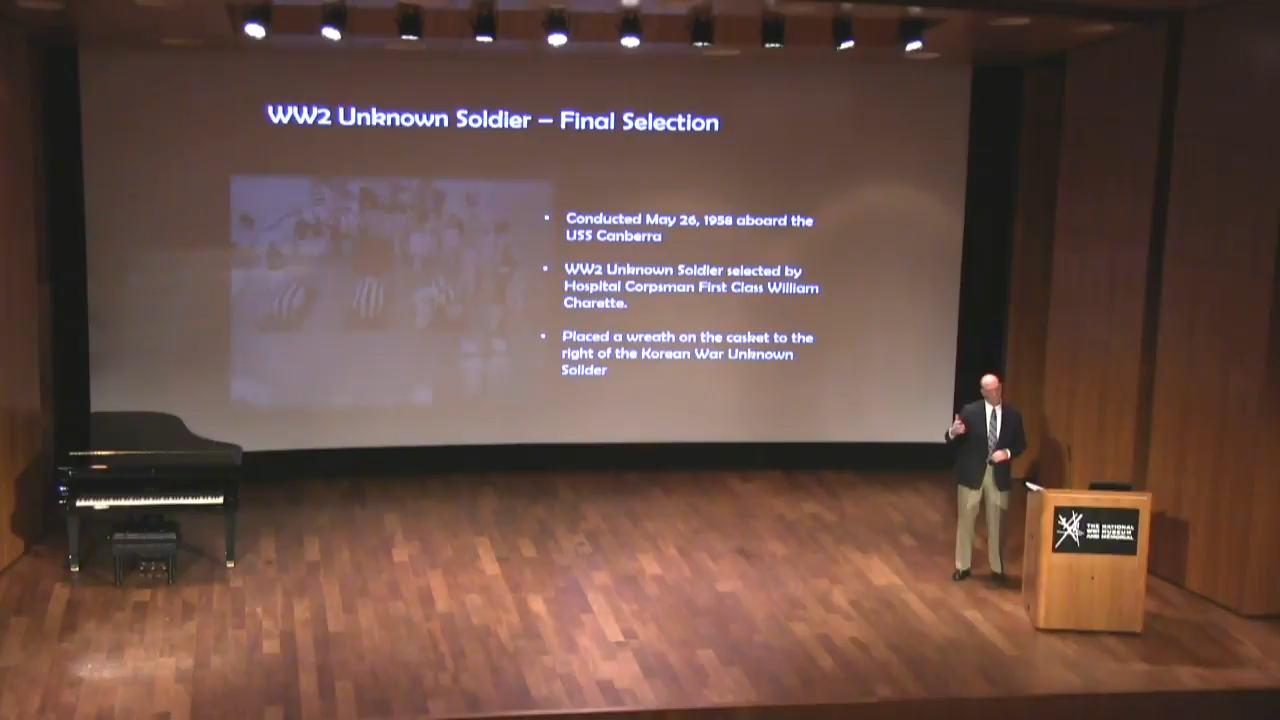 WW2 Unknown Soldier – Final Selection
• Conducted May 26, 1958 aboard the
USS Canberra
• WW2 Unknown Soldier selected by
Hospital Corpsman First Class William
Charette.
• Placed a wreath on the casket to the
right of the Korean War Unknown
Soilder
THE NATIONAL
WWI MUSEUM
AND MEMORIAL